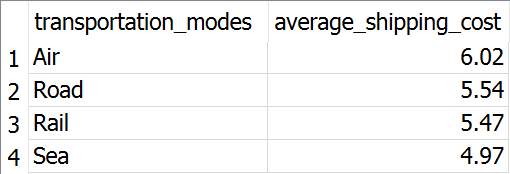 transportation_modes average_shipping_cost
1 Air 6.02
2 Road 5.54
3 Rail 5.47
4 Sea 4.97